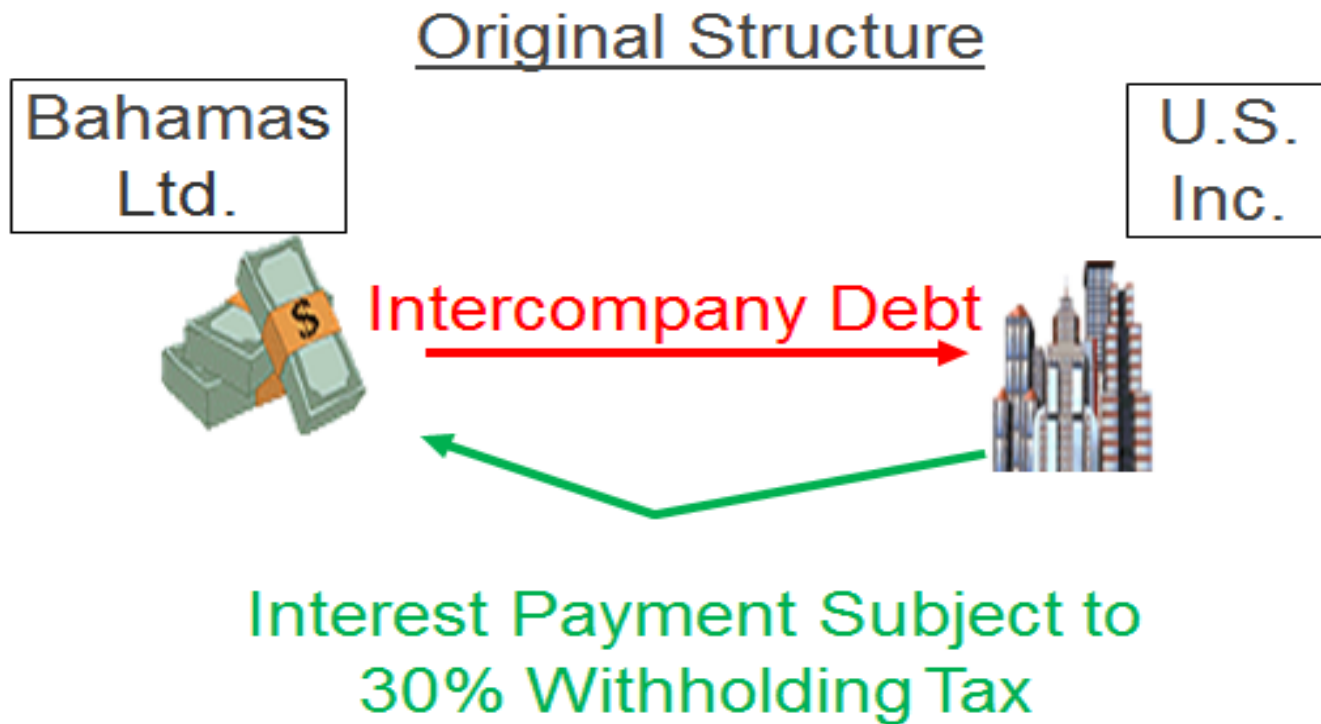 Original Structure
Bahamas
Ltd.
U.S.
Inc.
$
Intercompany Debt
Interest Payment Subject to
30% Withholding Tax